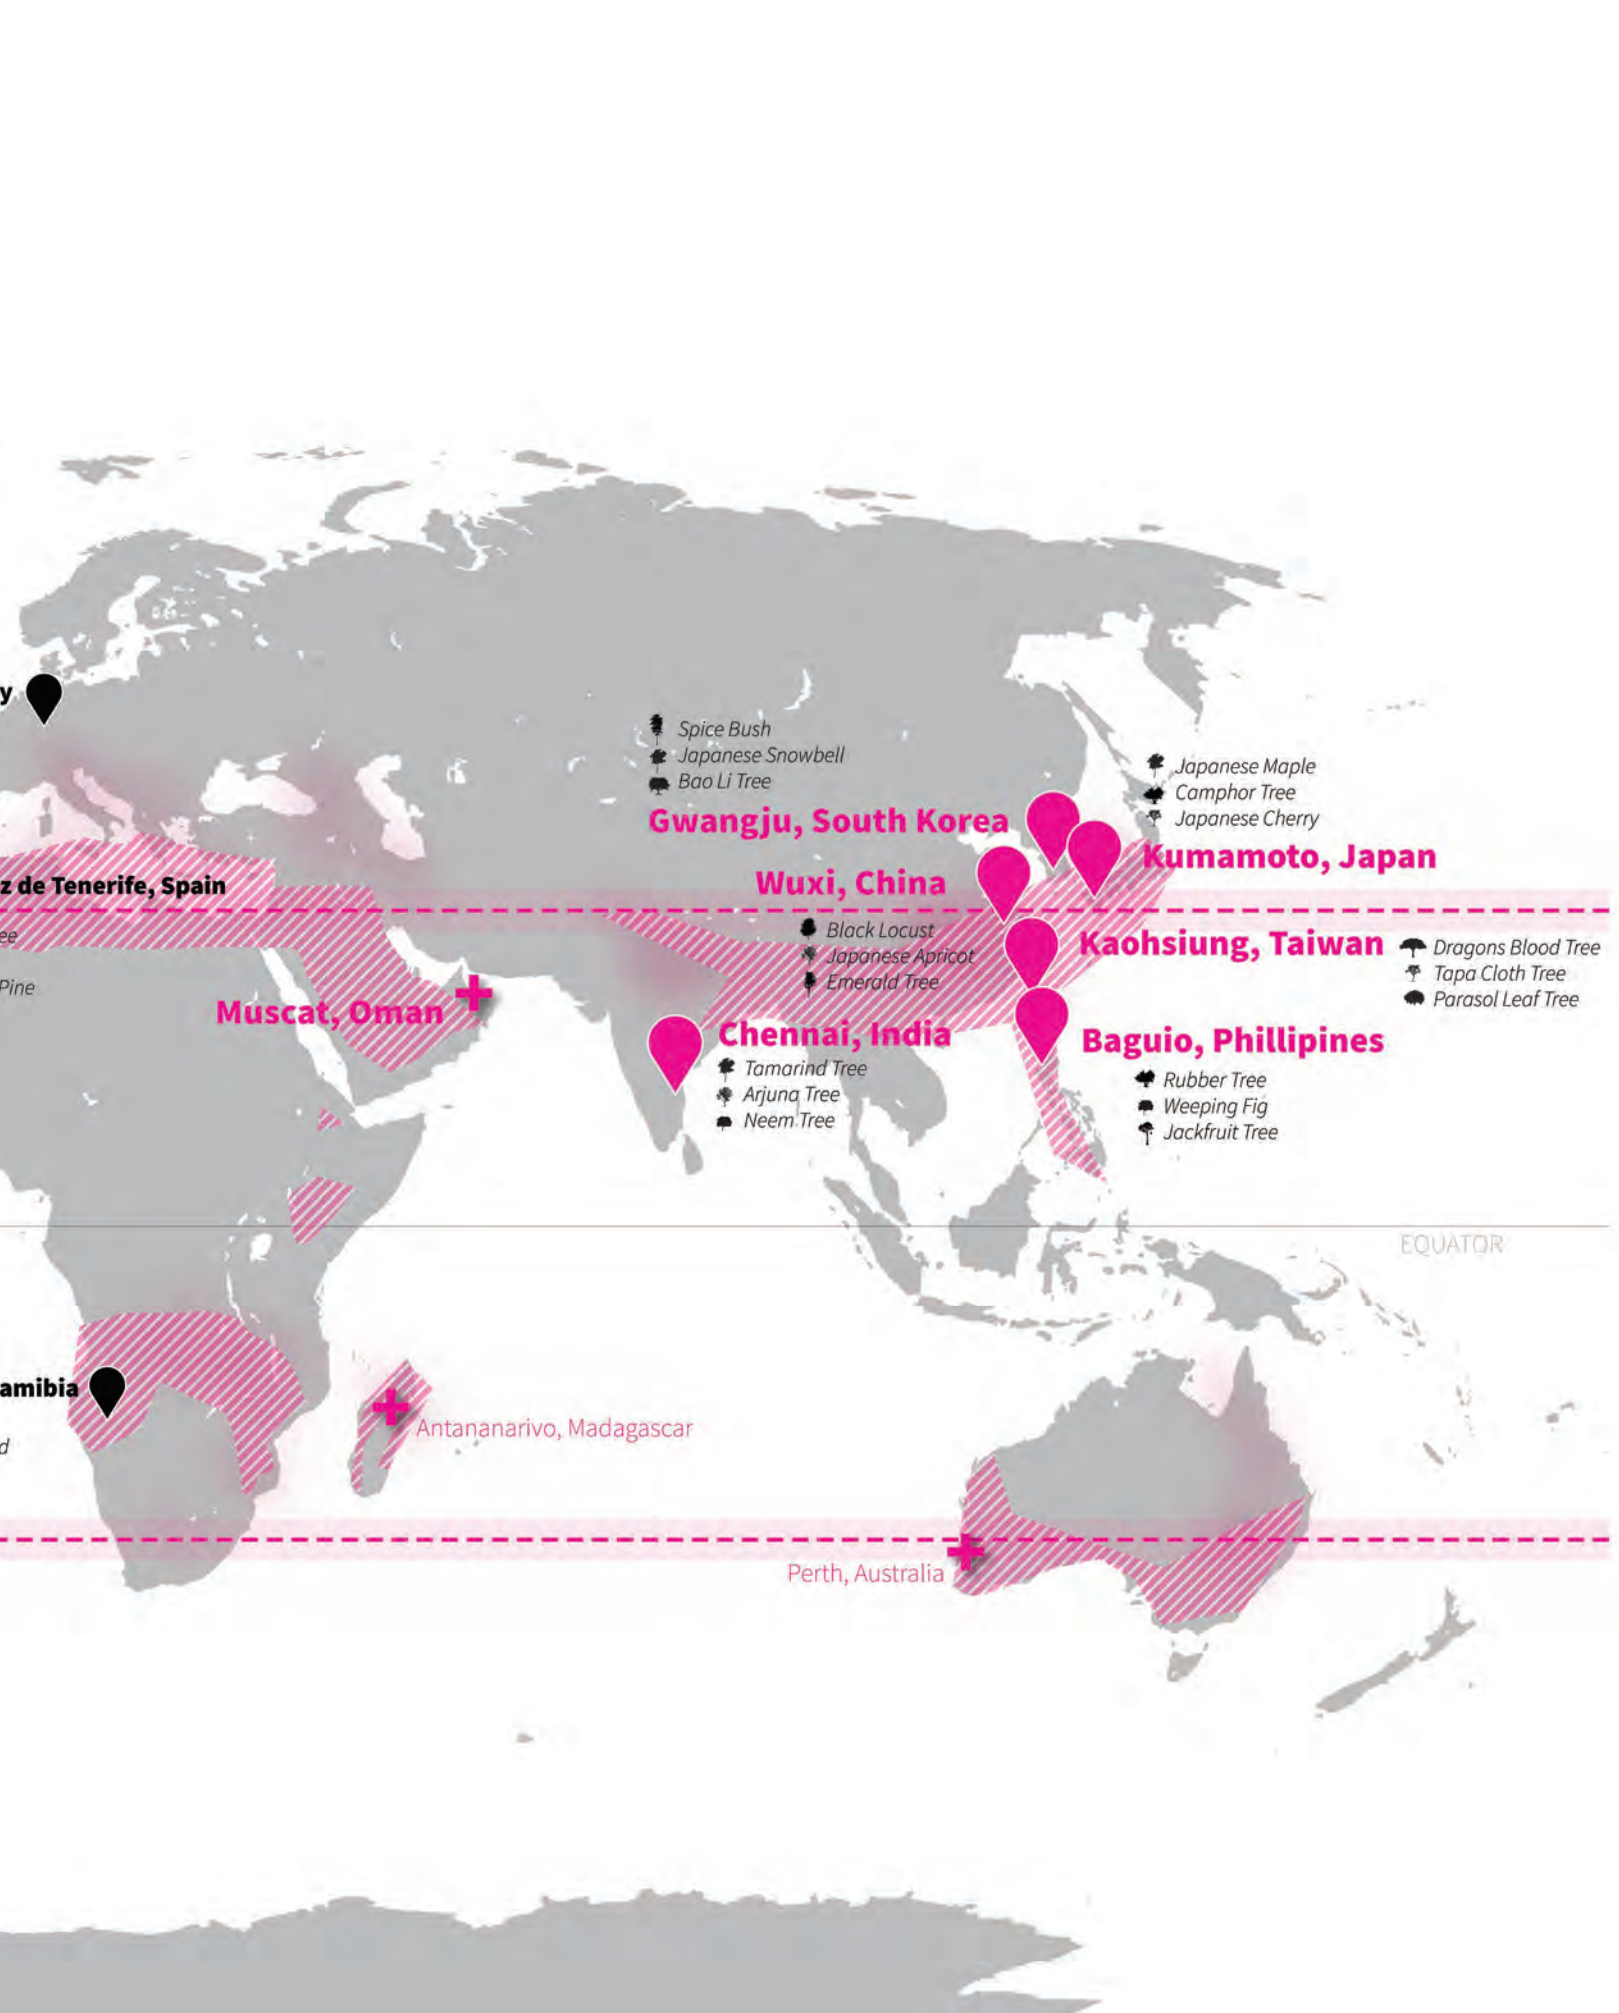 y
Spice Bush
Japanese Snowbell
Bao Li Tree
Gwangju, South Korea
Japanese Maple
Camphor Tree
Japanese Cherry
Kumamoto, Japan
Wuxi, China
Black Locust
Japanese Apricot
Emerald Tree
z de Tenerife, Spain
ee
Pine
Kaohsiung, Taiwan
Dragons Blood Tree
Tapa Cloth Tree
Parasol Leaf Tree
Muscat, Oman
Chennai, India
Tamarind Tree
Arjuna Tree
Neem Tree
Baguio, Phillipines
Rubber Tree
Weeping Fig
Jackfruit Tree
EQUATOR
amibia
d
Antananarivo, Madagascar
Perth, Australia